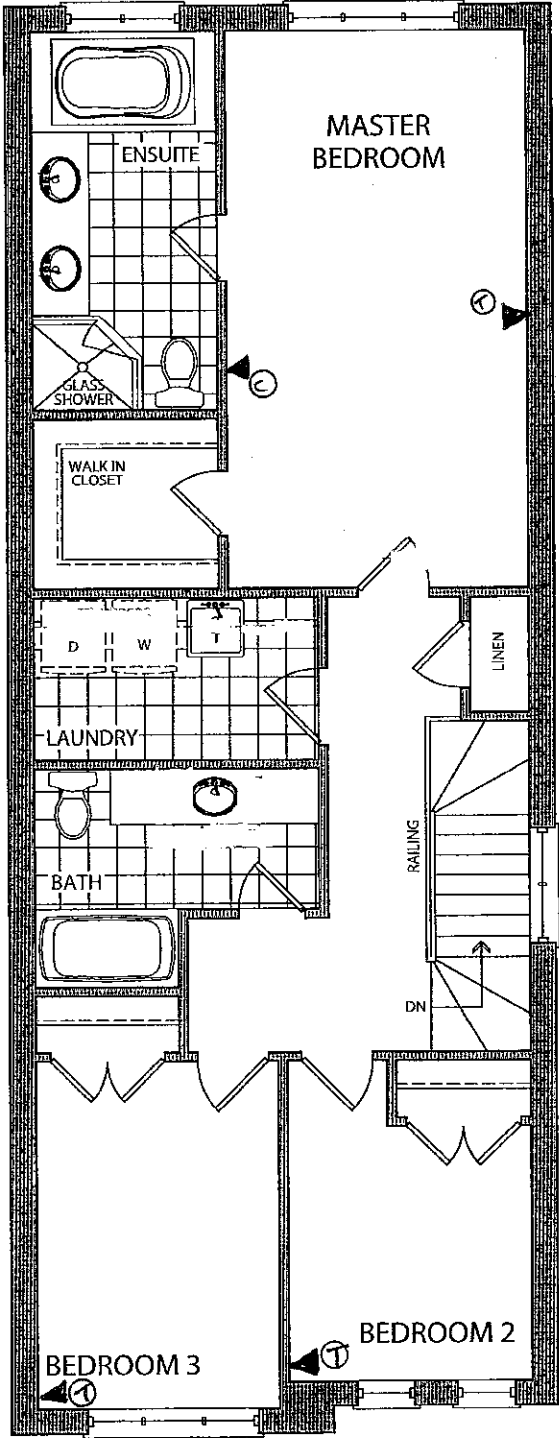 MASTER
BEDROOM
ENSUITE
T
C
GLASS
SHOWER
WALK IN
CLOSET
D
W
T
LINEN
LAUNDRY
RAILING
BATH
DN
BEDROOM 2
T
BEDROOM 3
T